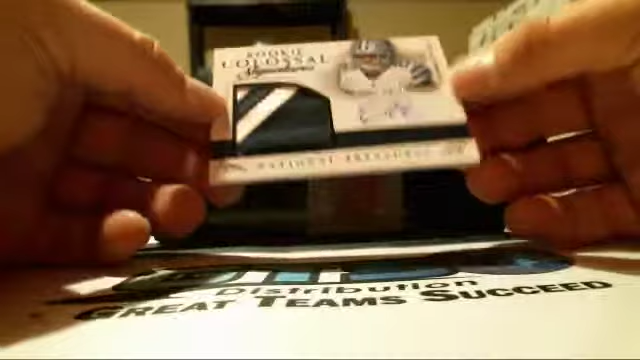 ROOKIE
COLOSSAL
Signatures
NATIONAL TREASURES
Distribution
GREAT TEAMS SUCCEED